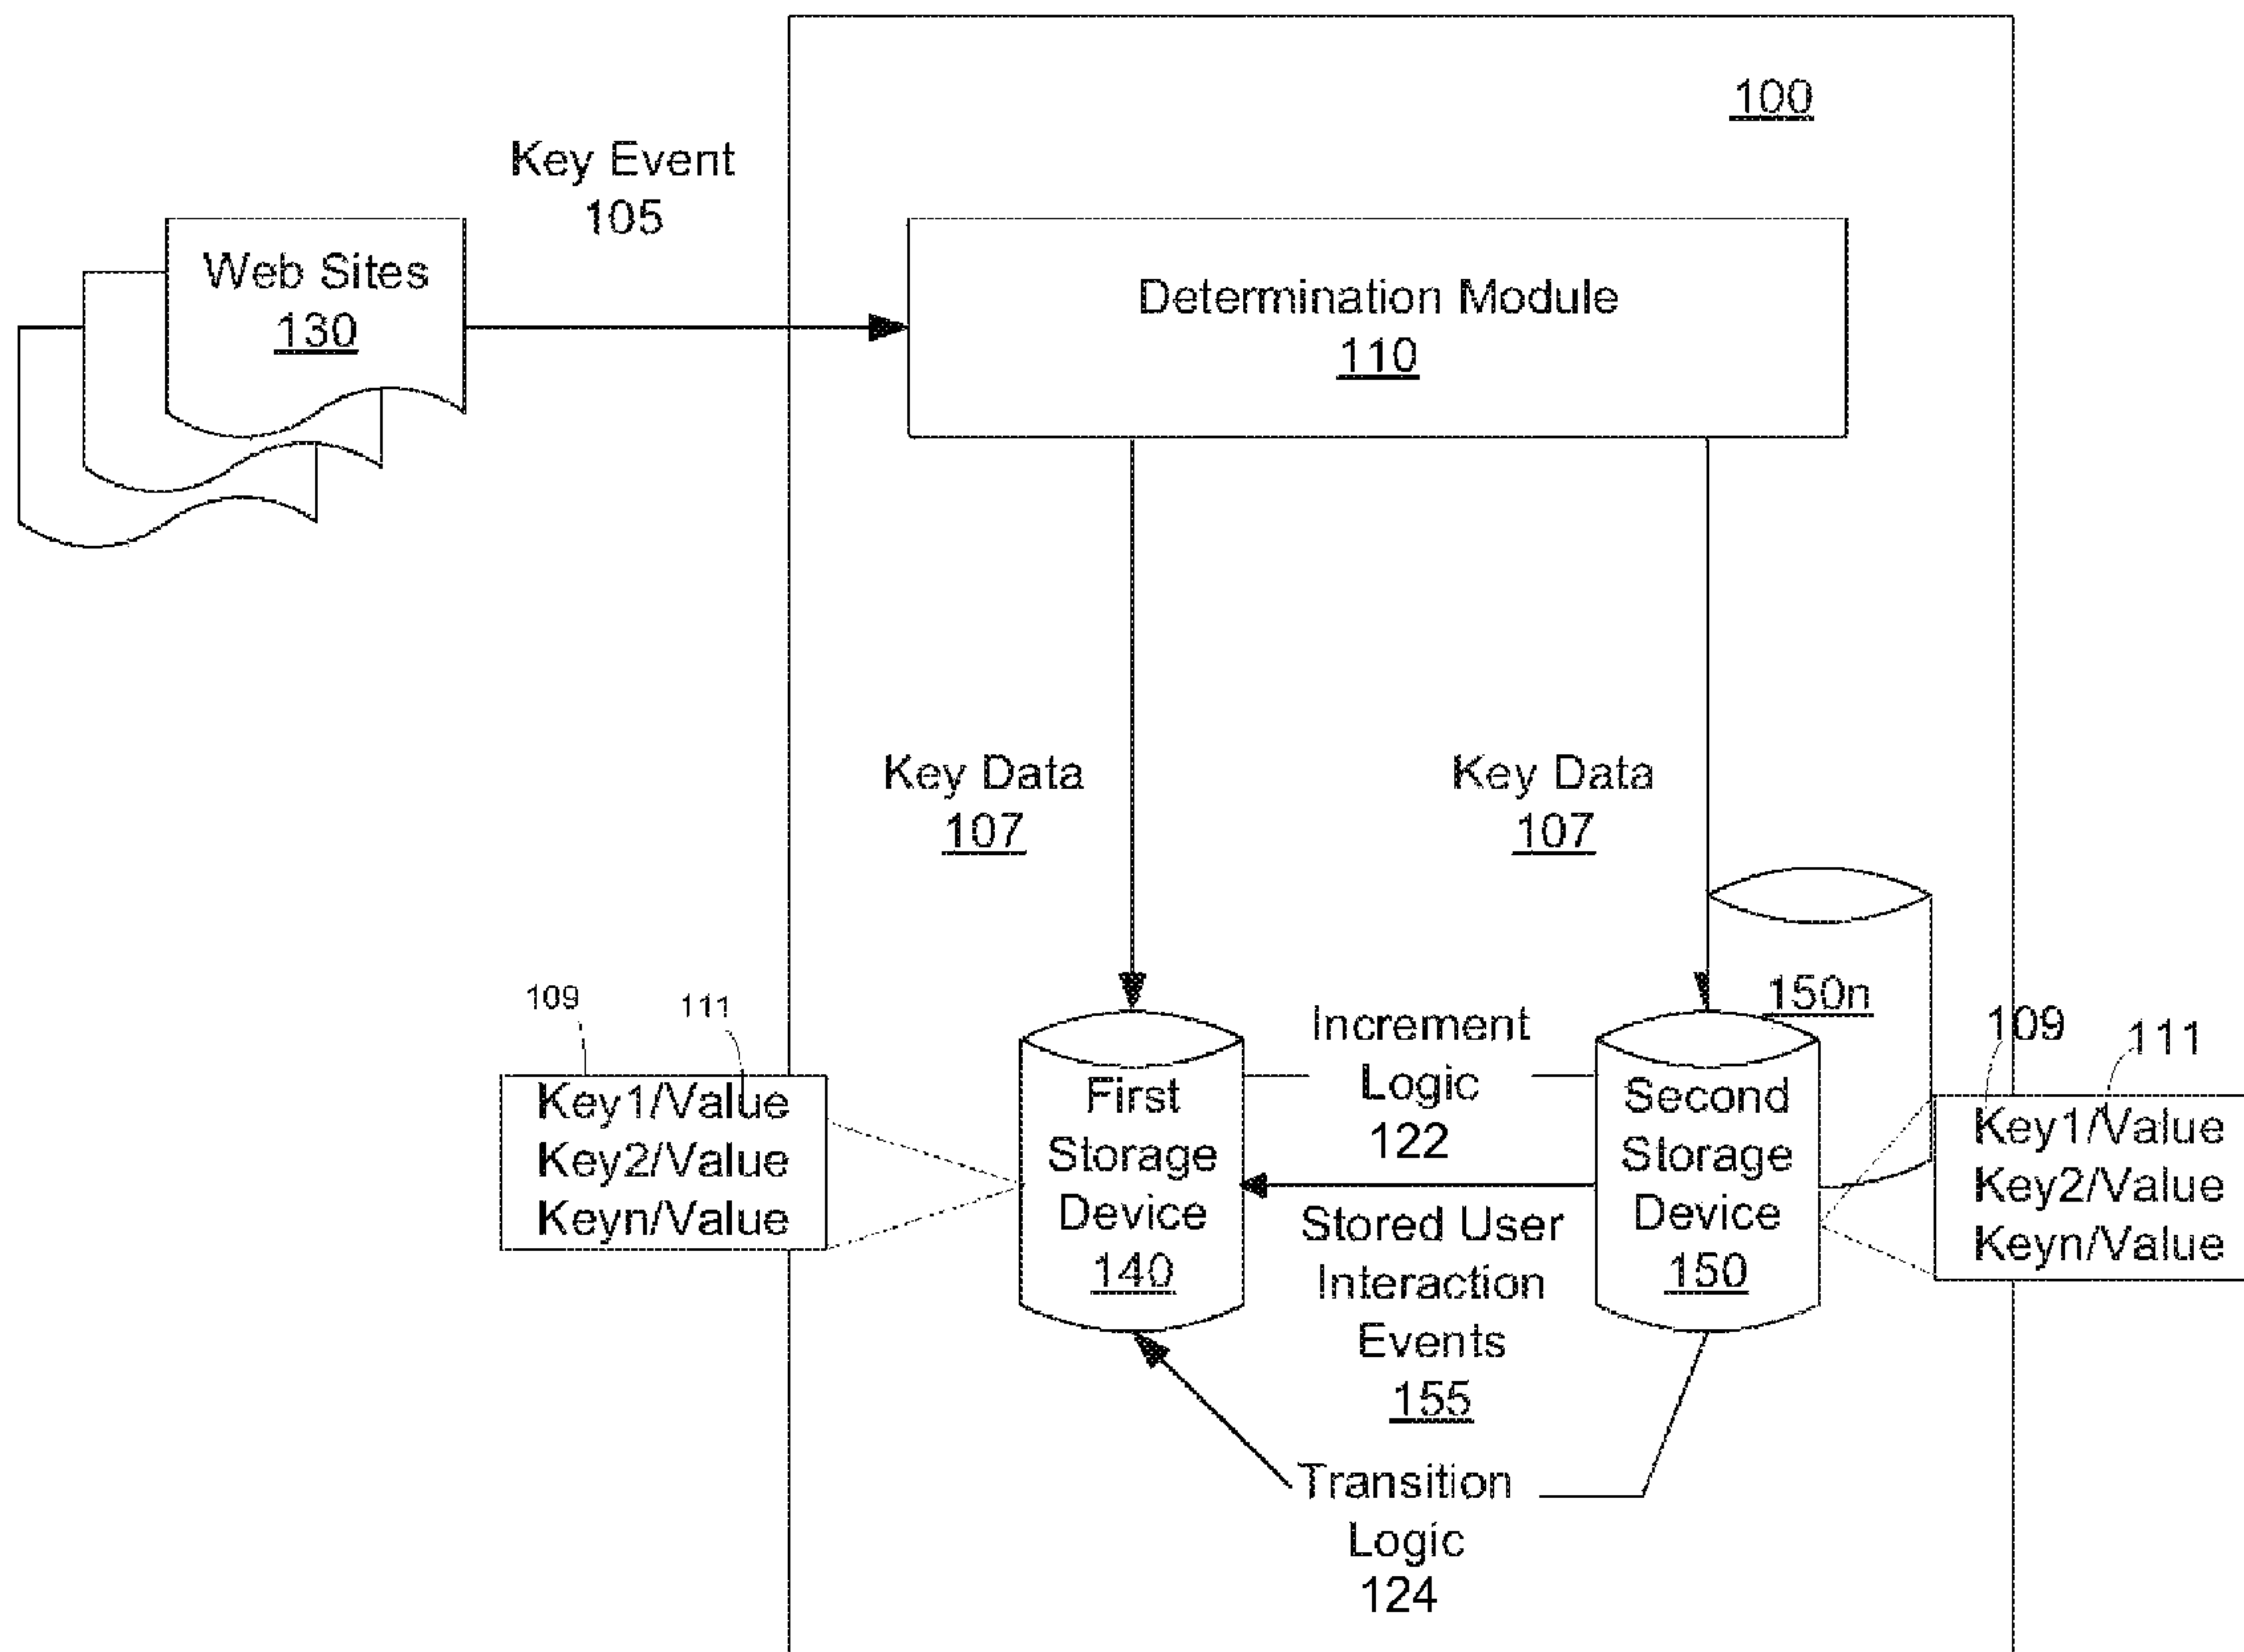 100
Key Event
105
Web Sites
130
Determination Module
110
Key Data
107
Key Data
107
150n
109
111
Key1/Value
Key2/Value
Keyn/Value
First
Storage
Device
140
Increment
Logic
122
Stored User
Interaction
Events
155
Second
Storage
Device
150
109
111
Key1/Value
Key2/Value
Keyn/Value
Transition
Logic
124